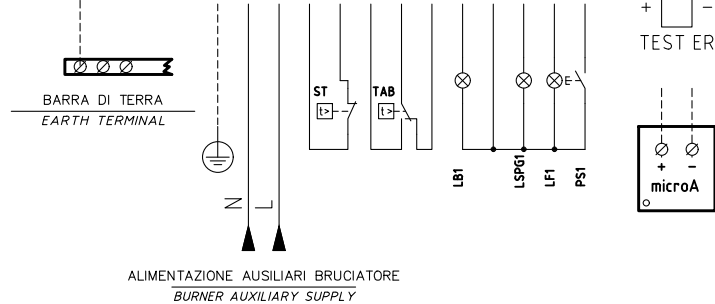 + -
TEST ER
BARRA DI TERRA
EARTH TERMINAL
ST
TAB
t>
t>
E
LB1
LSPG1
LF1
PS1
+ -
microA
N
L
ALIMENTAZIONE AUSILIARI BRUCIATORE
BURNER AUXILIARY SUPPLY